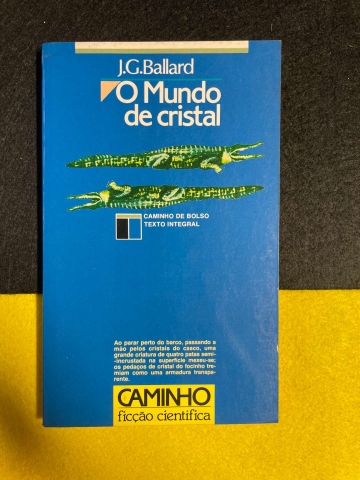 J.G.Ballard
O Mundo
de cristal
CAMINHO DE BOLSO
TEXTO INTEGRAL
Ao parar perto do barco, passando a
mão pelos cristais do casco, uma
grande criatura de quatro patas semi-
-incrustada na superfície mexeu-se;
os pedaços de cristal do focinho tre-
miam como uma armadura transpa-
rente.
CAMINHO
ficção científica